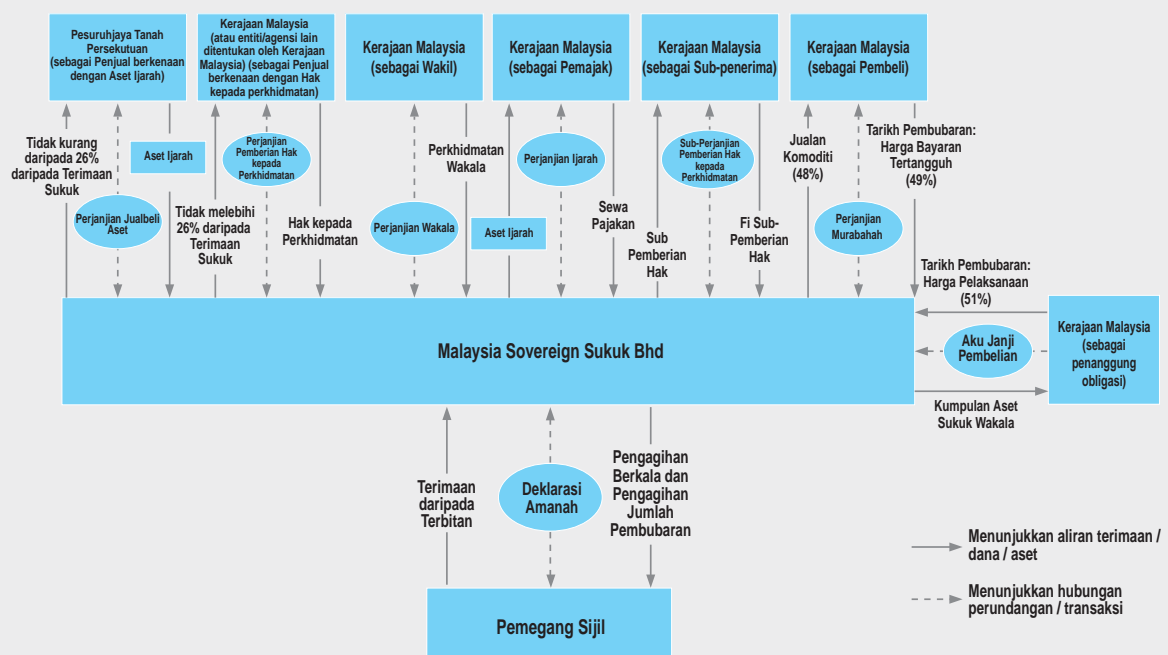 Pesuruhjaya Tanah
Persekutuan
(sebagai Penjual berkenaan
dengan Aset Ijarah)
Kerajaan Malaysia
(atau entiti/agensi lain
ditentukan oleh Kerajaan
Malaysia) (sebagai Penjual
berkenaan dengan Hak
kepada perkhidmatan)
Kerajaan Malaysia
(sebagai Wakil)
Kerajaan Malaysia
(sebagai Pemajak)
Kerajaan Malaysia
(sebagai Sub-penerima)
Kerajaan Malaysia
(sebagai Pembeli)
Tidak kurang
daripada 26%
daripada Terimaan
Sukuk
Perjanjian Jualbeli
Aset
Aset Ijarah
Tidak melebihi
26% daripada
Terimaan
Sukuk
Perjanjian
Pemberian Hak
kepada
Perkhidmatan
Hak kepada
Perkhidmatan
Perjanjian Wakala
Perkhidmatan
Wakala
Aset Ijarah
Perjanjian Ijarah
Sewa
Pajakan
Sub
Pemberian
Hak
Sub-Perjanjian
Pemberian Hak
kepada
Perkhidmatan
Fi Sub-
Pemberian
Hak
Jualan
Komoditi
(48%)
Perjanjian
Murabahah
Tarikh Pembubaran:
Harga Bayaran
Tertangguh
(49%)
Tarikh Pembubaran:
Harga Pelaksanaan
(51%)
Malaysia Sovereign Sukuk Bhd
Aku Janji
Pembelian
Kerajaan Malaysia
(sebagai
penanggung
obligasi)
Kumpulan Aset
Sukuk Wakala
Terimaan
daripada
Terbitan
Deklarasi
Amanah
Pengagihan
Berkala dan
Pengagihan
Jumlah
Pembubaran
Pemegang Sijil
Menunjukkan aliran terimaan /
dana / aset
Menunjukkan hubungan
perundangan / transaksi